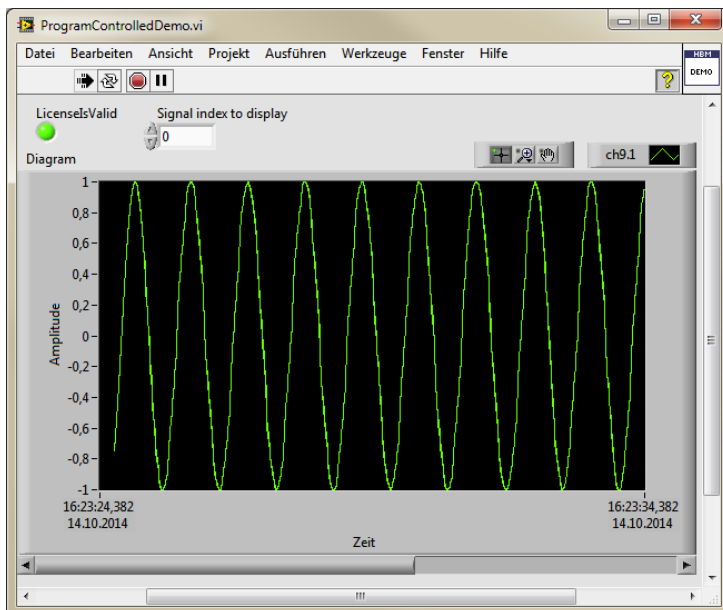 ProgramControlledDemo.vi
Datei Bearbeiten Ansicht Projekt Ausführen Werkzeuge Fenster Hilfe
HBM
DEMO
LicenseIsValid Signal index to display
0
Diagram
ch9.1
1
0,8
0,6
0,4
0,2
0
-0,2
-0,4
-0,6
-0,8
-1
Amplitude
16:23:24,382 16:23:34,382
14.10.2014 14.10.2014
Zeit